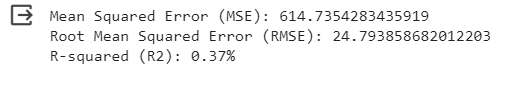 Mean Squared Error (MSE): 614.7354283435919
Root Mean Squared Error (RMSE): 24.793858682012203
R-squared (R2): 0.37%